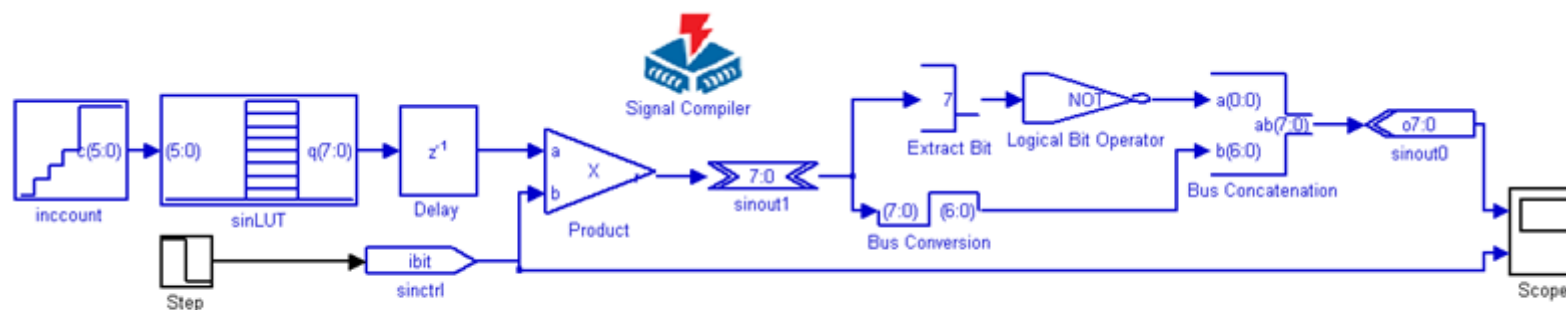 Signal Compiler
c(5:0)
inccount
(5:0)
q(7:0)
sinLUT
z⁻¹
Delay
a
X
r
b
Product
7:0
sinout1
7
Extract Bit
NOT
Logical Bit Operator
(7:0) (6:0)
Bus Conversion
a(0:0)
ab(7:0)
b(6:0)
Bus Concatenation
o7:0
sinout0
Step
ibit
sinctrl
Scope